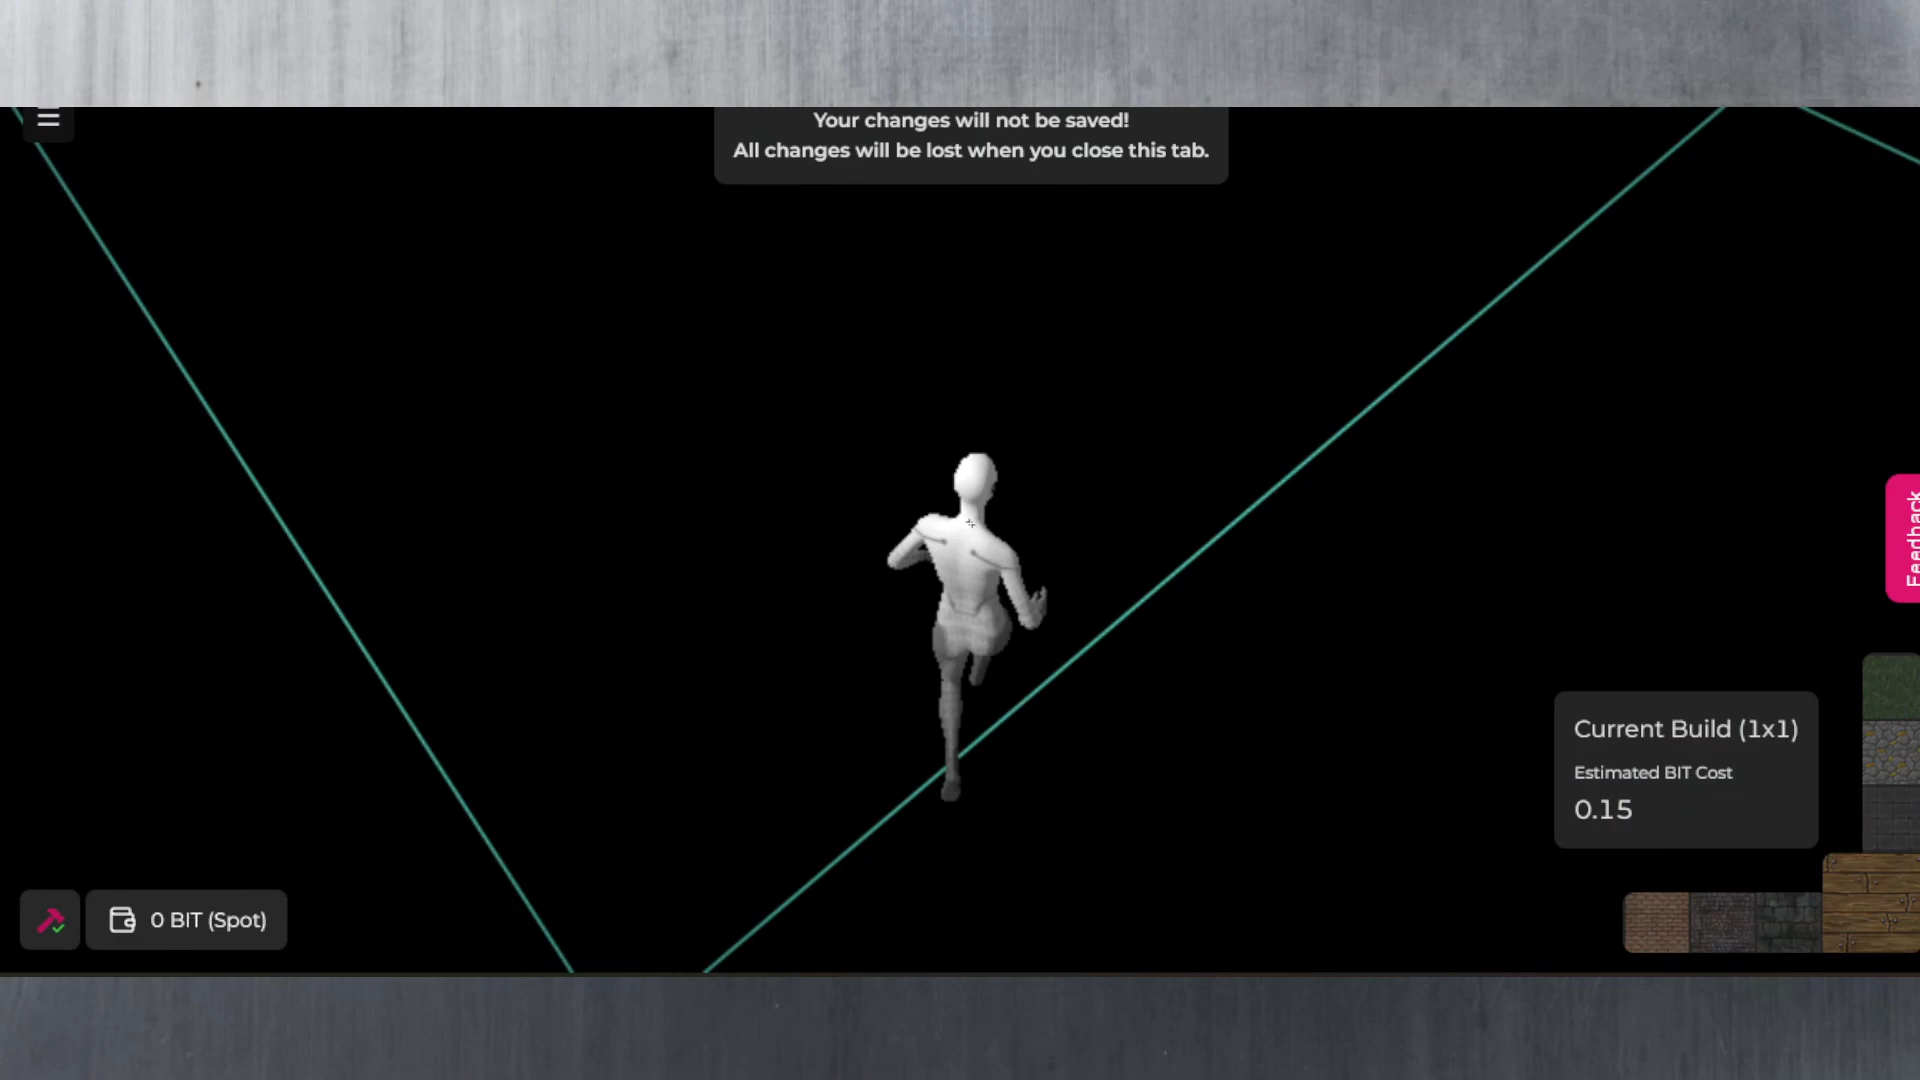 Your changes will not be saved!
All changes will be lost when you close this tab.
Feedback
Current Build (1x1)
Estimated BIT Cost
0.15
0 BIT (Spot)